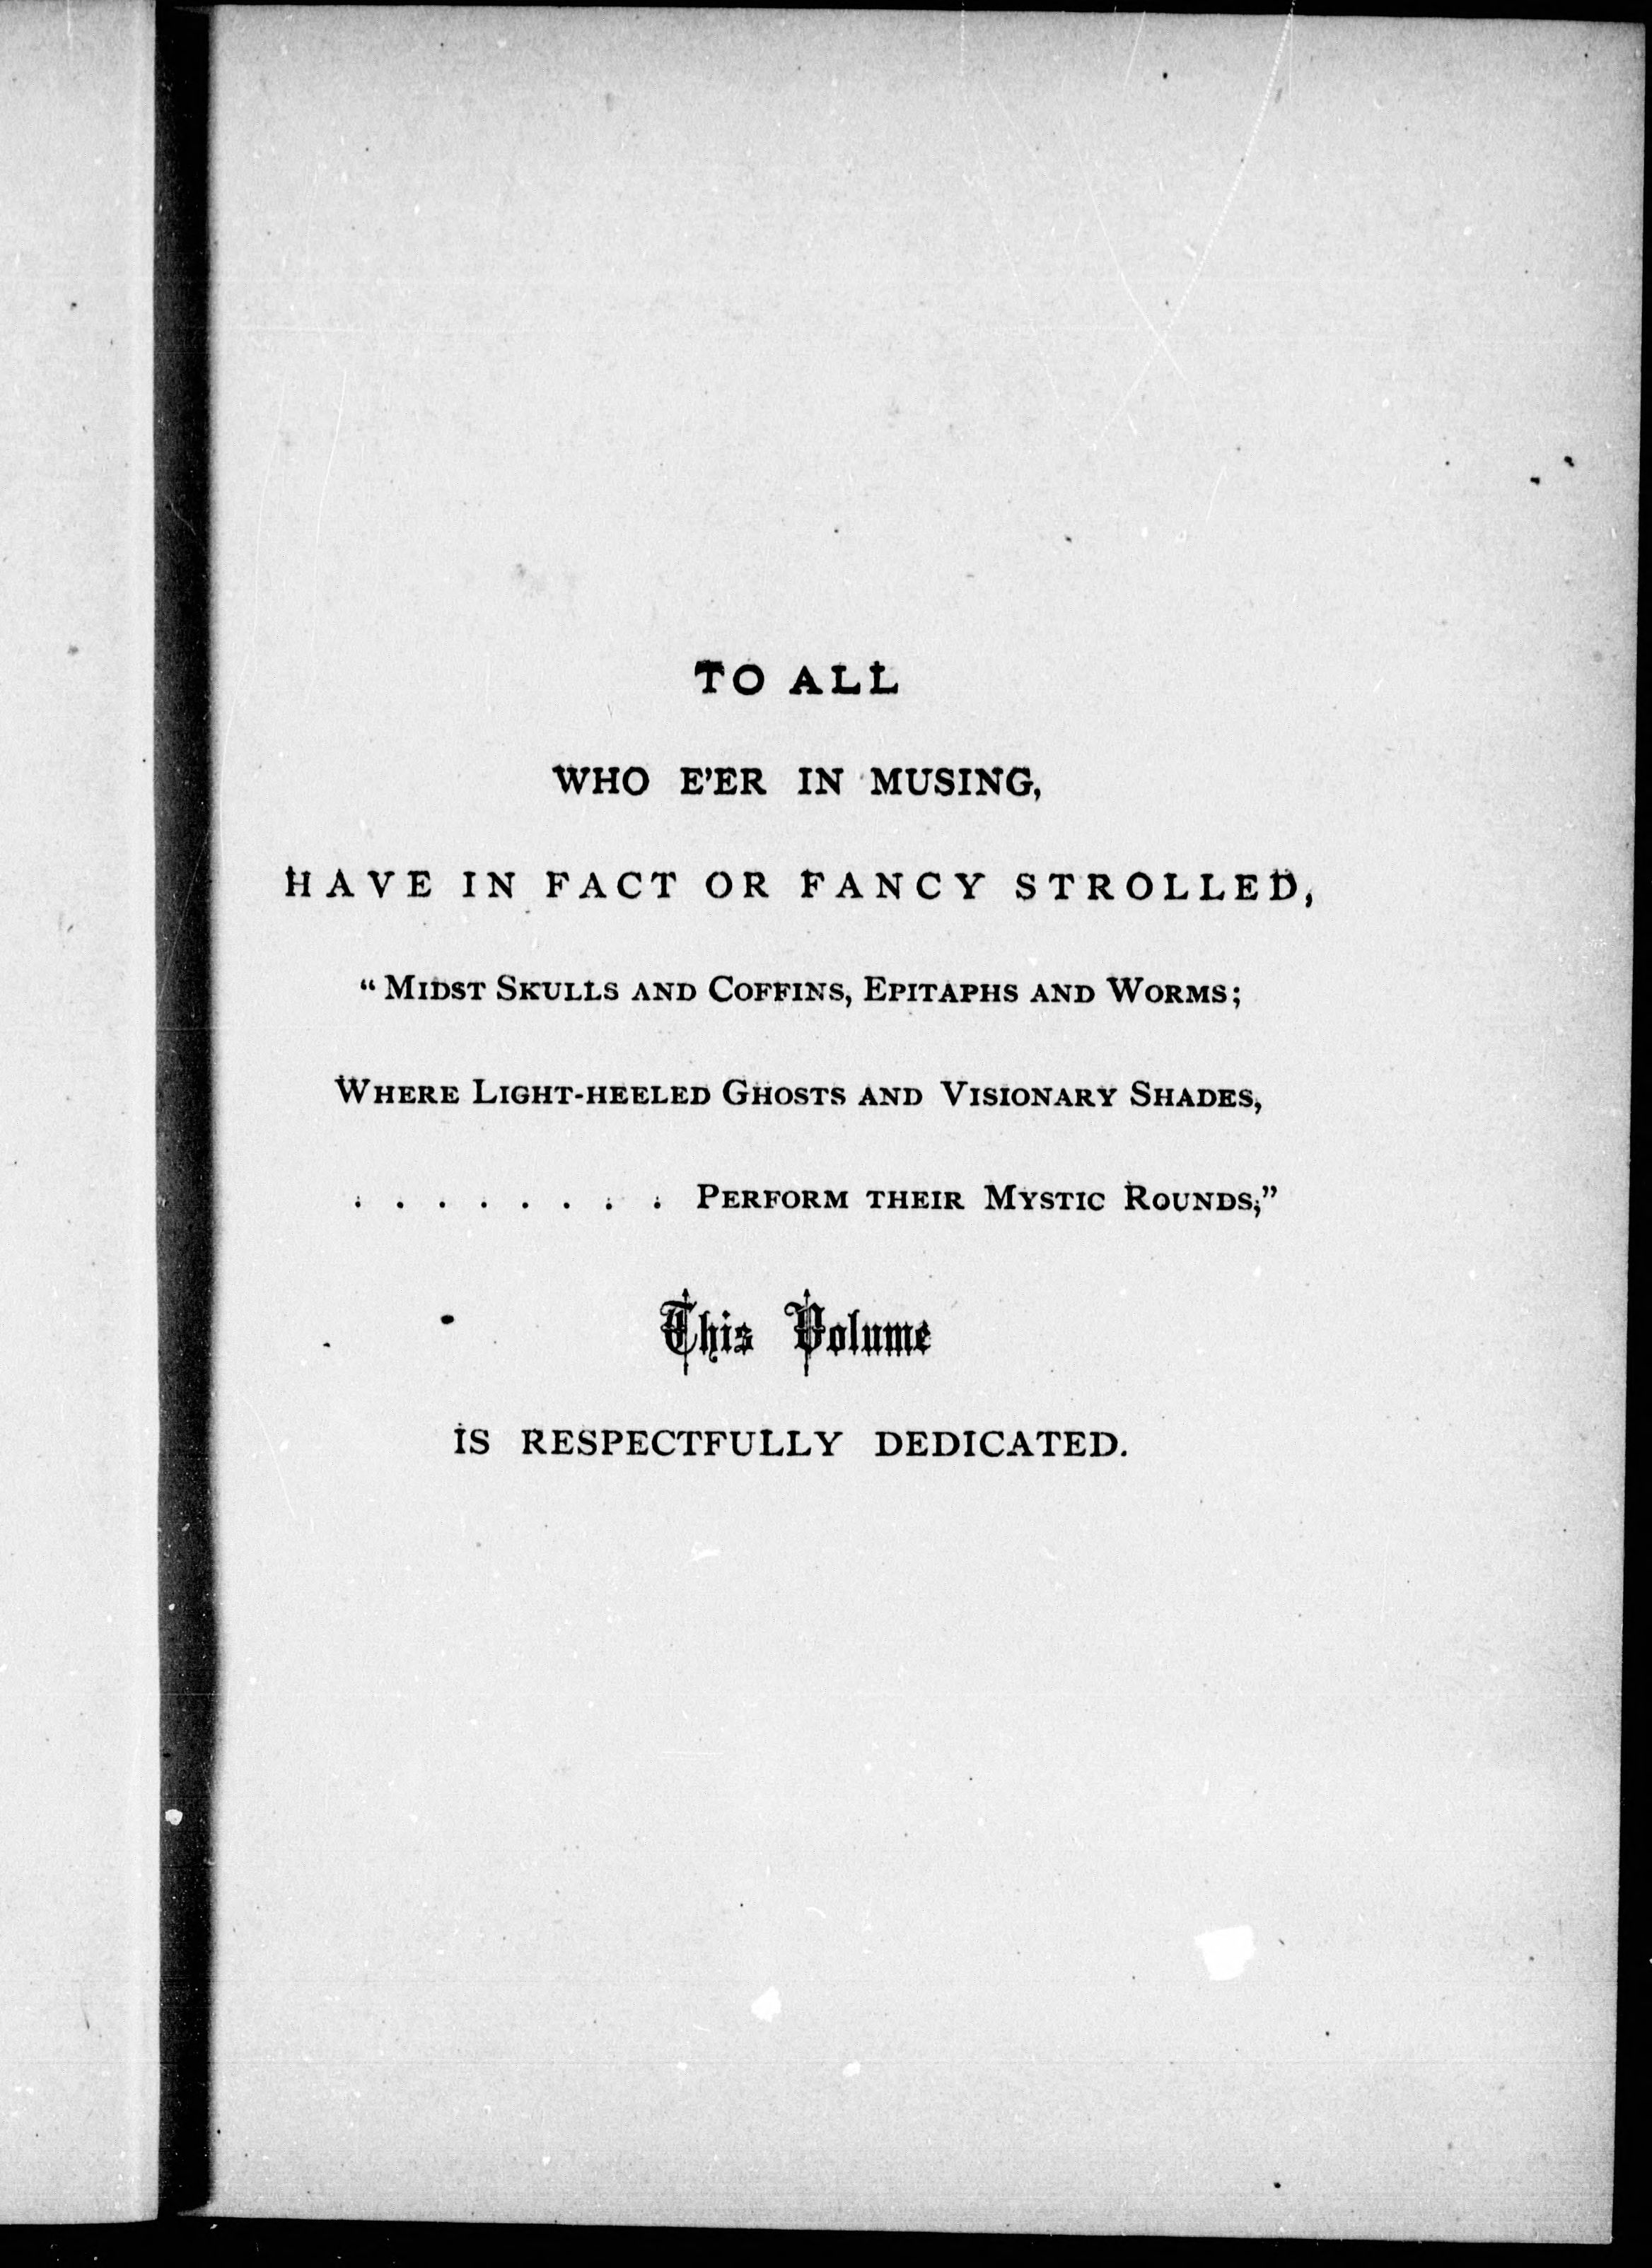 TO ALL
WHO E'ER IN MUSING,
HAVE IN FACT OR FANCY STROLLED,
“Midst Skulls and Coffins, Epitaphs and Worms;
Where Light-heeled Ghosts and Visionary Shades,
. . . . . . . . Perform their Mystic Rounds;”
This Volume
IS RESPECTFULLY DEDICATED.